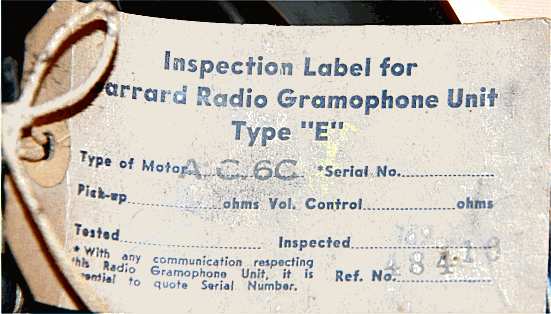 Inspection Label for
arrard Radio Gramophone Unit
Type "E"
Type of Motor A.C.6C. *Serial No.
Pick-up ohms Vol. Control ohms
Tested Inspected
* With any communication respecting
this Radio Gramophone Unit, it is
ential to quote Serial Number.
Ref. No.